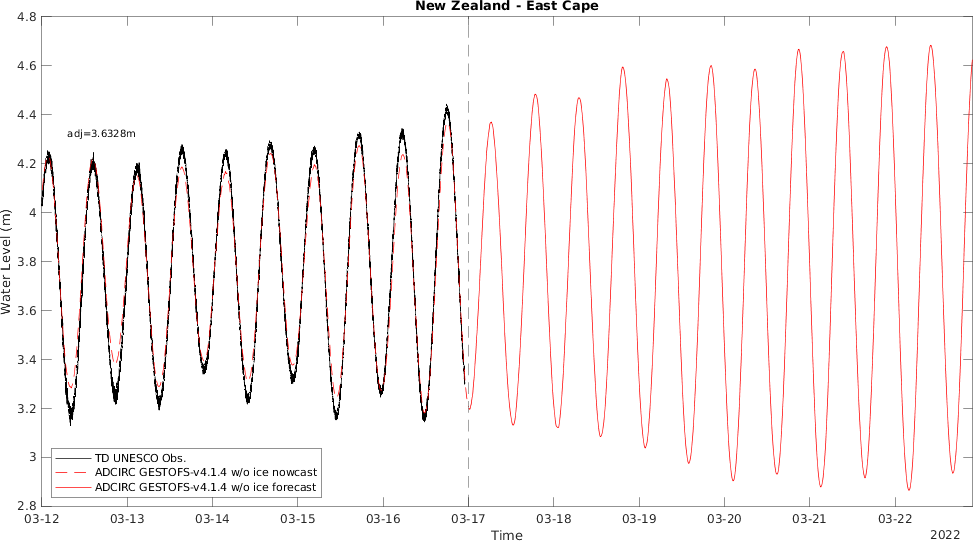 New Zealand - East Cape
4.8
4.6
4.4
4.2
4
3.8
3.6
3.4
3.2
3
2.8
Water Level (m)
adj=3.6328m
TD UNESCO Obs.
ADCIRC GESTOFS-v4.1.4 w/o ice nowcast
ADCIRC GESTOFS-v4.1.4 w/o ice forecast
03-12 03-13 03-14 03-15 03-16 03-17 03-18 03-19 03-20 03-21 03-22
Time
2022